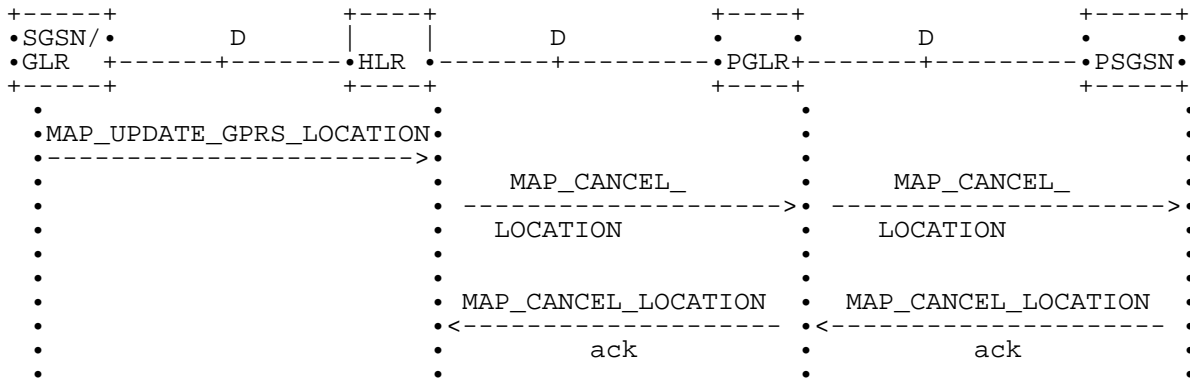 +-----+ +----+ +----+ +-----+
•SGSN/• D | | D • • D • •
•GLR +------+-------•HLR •-------+---------•PGLR+-------+---------•PSGSN•
+-----+ +----+ +----+ +-----+
•MAP_UPDATE_GPRS_LOCATION•
•----------------------->•
MAP_CANCEL_ MAP_CANCEL_
• • -------------------->• --------------------->•
LOCATION LOCATION
MAP_CANCEL_LOCATION MAP_CANCEL_LOCATION
• •<-------------------- •<--------------------- •
ack ack